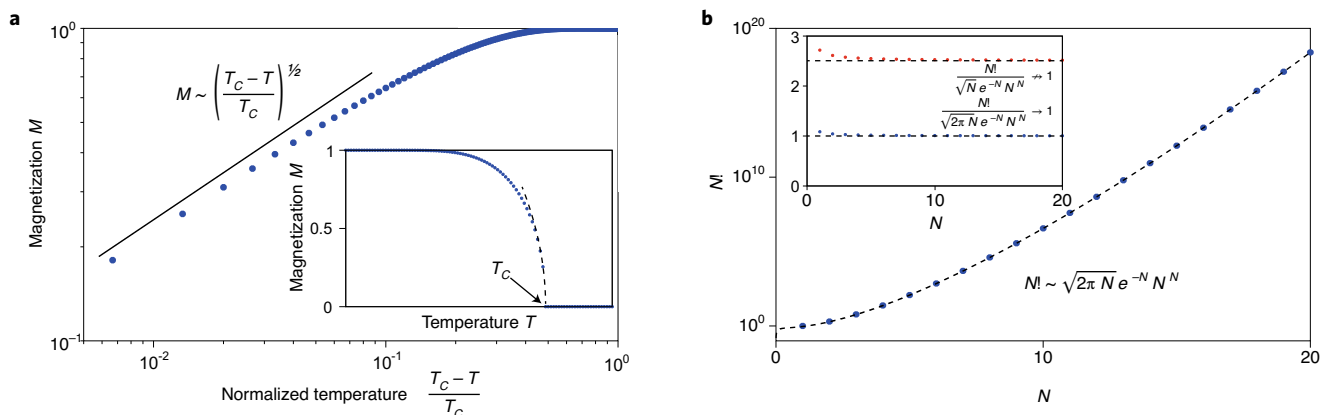 a
10^0
M ~ ( (T_C – T) / T_C )^½
Magnetization M
1
Magnetization M
0.5
T_C
0
Temperature T
10^–1
10^–2
10^–1
10^0
Normalized temperature (T_C – T) / T_C
b
10^20
3
2
N! / (√N e^–N N^N) ↛ 1
N! / (√(2π N) e^–N N^N) → 1
1
0
0
10
20
N
10^10
N!
N! ~ √(2π N) e^–N N^N
10^0
0
10
20
N